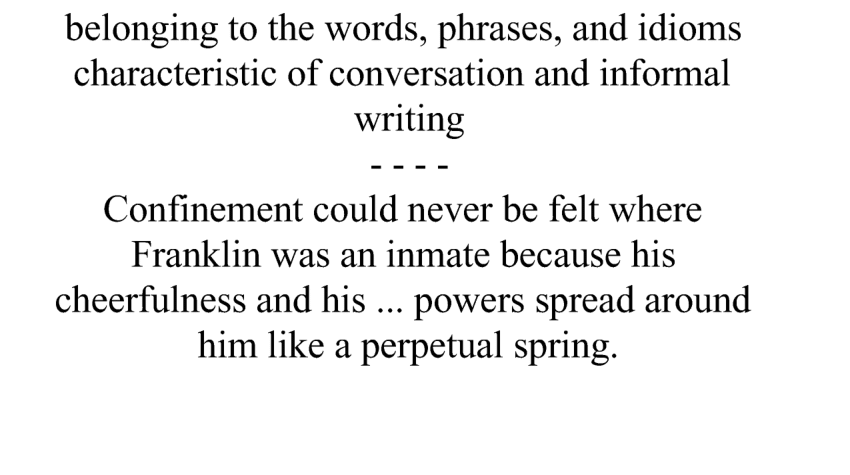 belonging to the words, phrases, and idioms
characteristic of conversation and informal
writing
- - - -
Confinement could never be felt where
Franklin was an inmate because his
cheerfulness and his ... powers spread around
him like a perpetual spring.